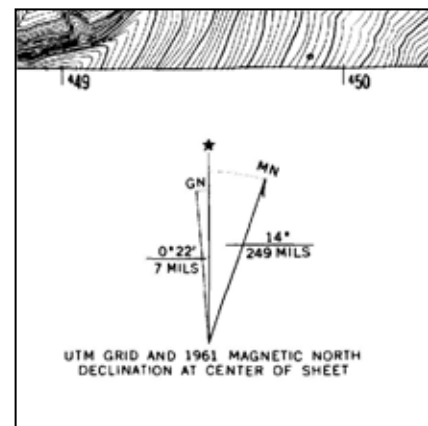 ⁴49 ⁶50
★
GN MN
0°22'
7 MILS
14°
249 MILS
UTM GRID AND 1961 MAGNETIC NORTH
DECLINATION AT CENTER OF SHEET